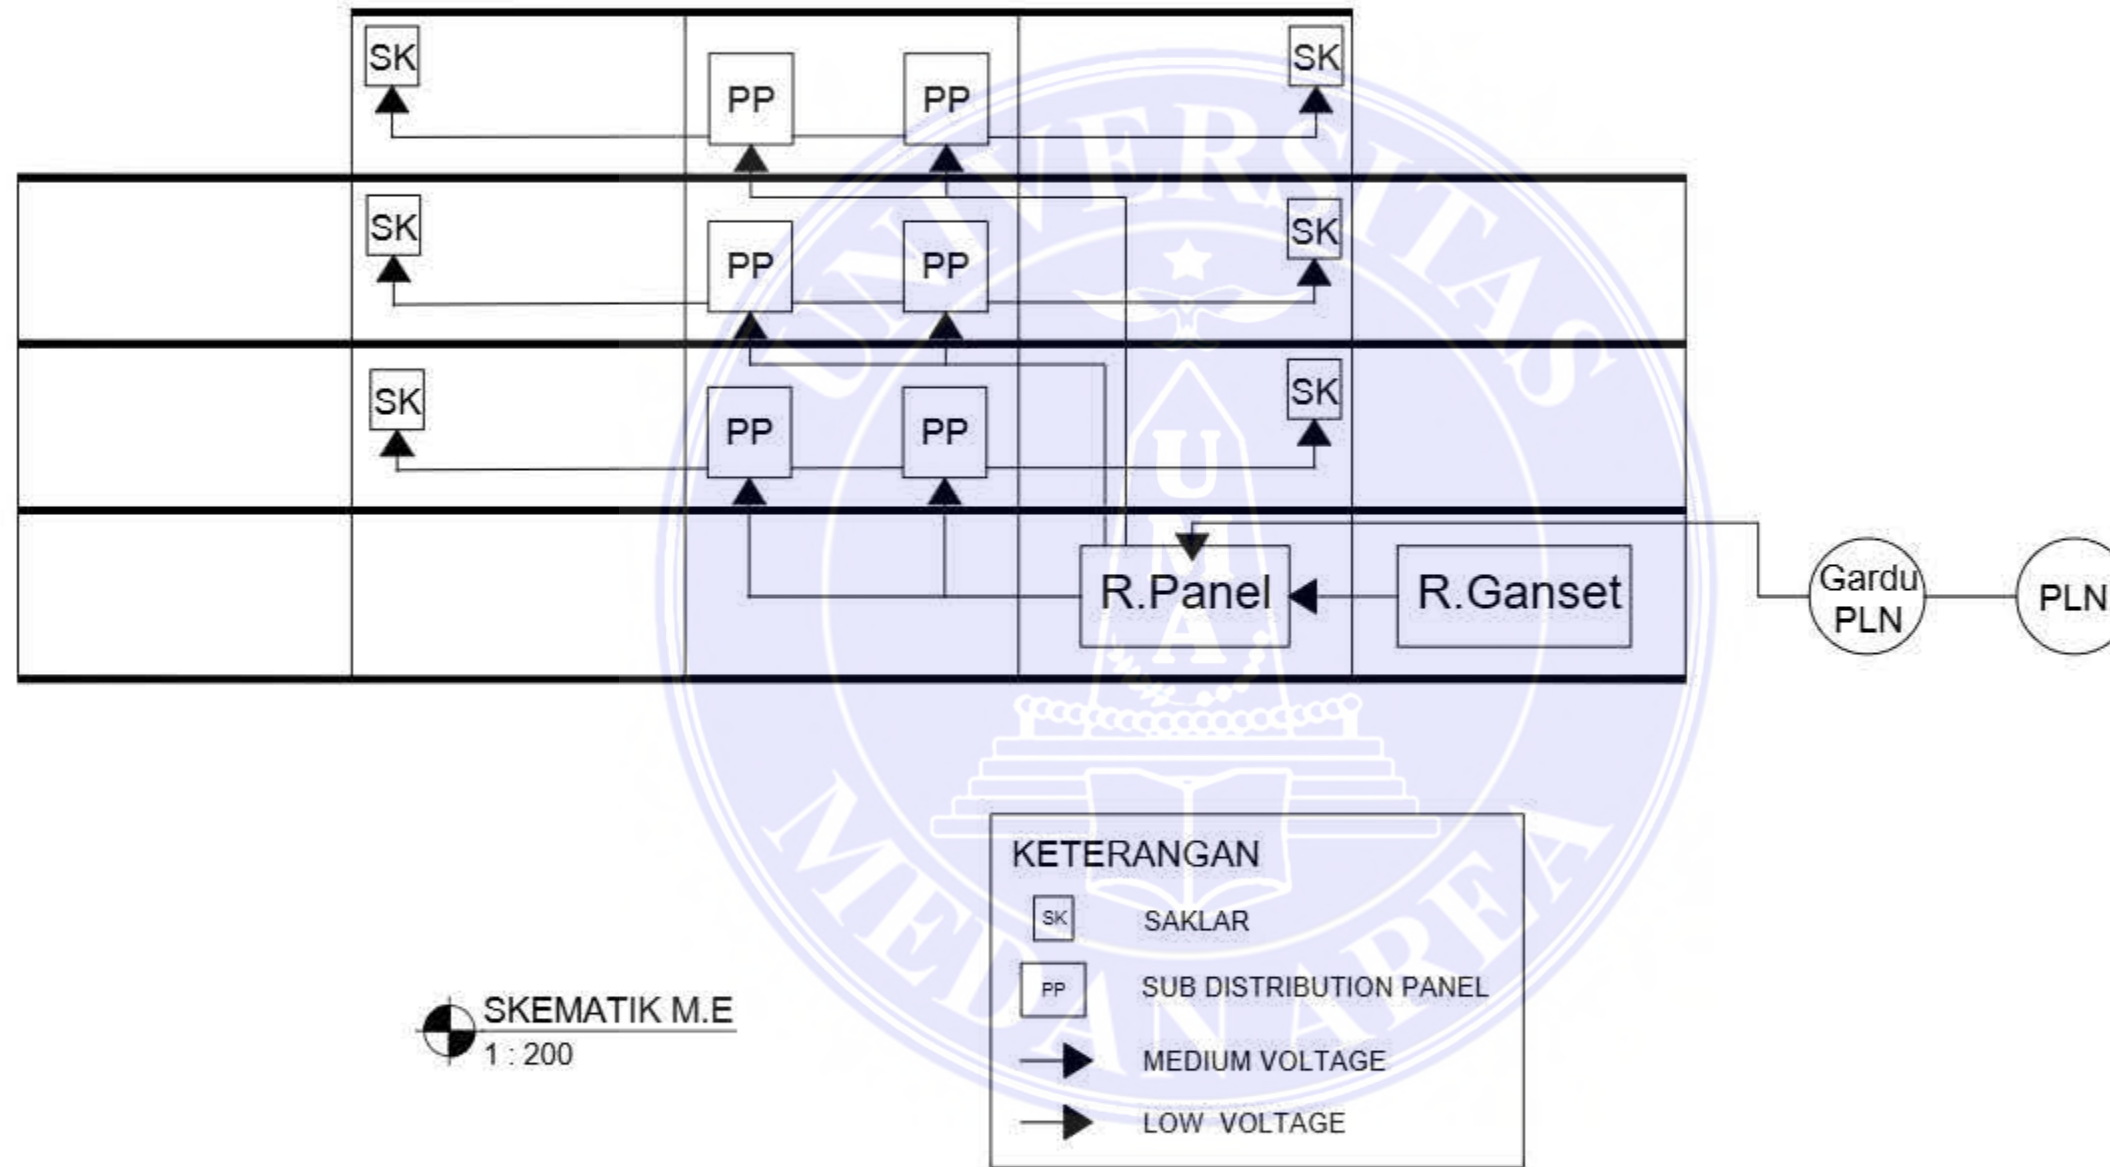 SK
SK
PP
PP
SK
SK
PP
PP
SK
SK
PP
PP
R.Panel
R.Ganset
Gardu
PLN
PLN
UNIVERSITAS
MEDAN AREA
U
M
A
KETERANGAN
SK SAKLAR
PP SUB DISTRIBUTION PANEL
MEDIUM VOLTAGE
LOW VOLTAGE
SKEMATIK M.E
1 : 200